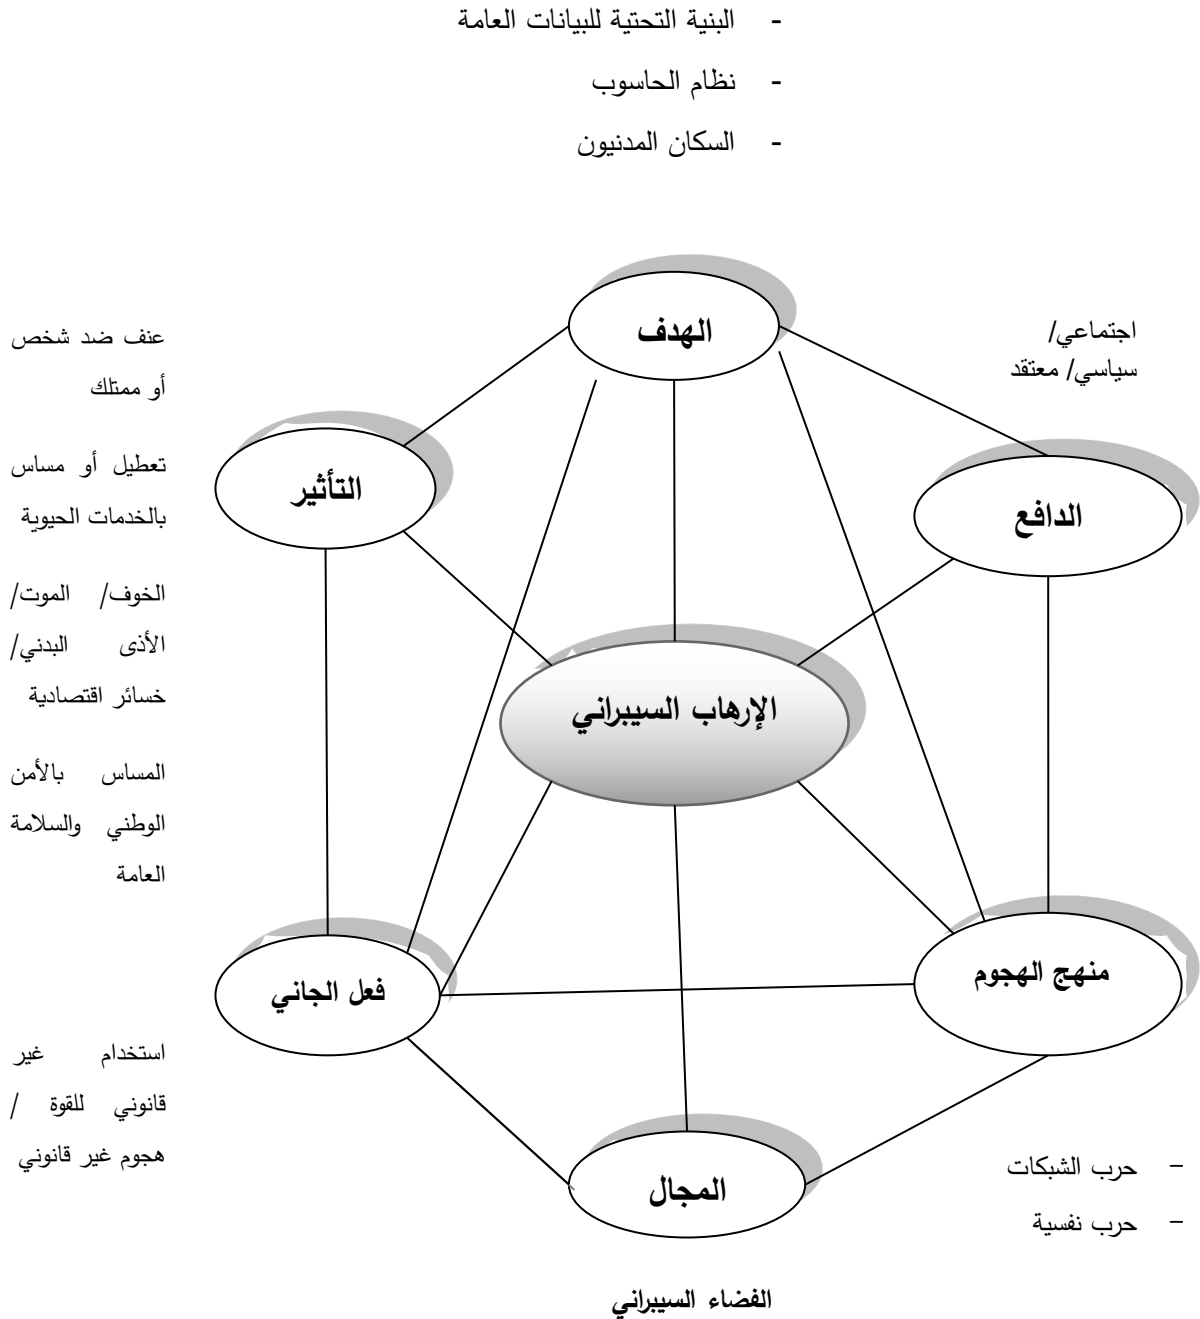 - البنية التحتية للبيانات العامة
- نظام الحاسوب
- السكان المدنيون
الهدف
اجتماعي/
سياسي/ معتقد
الدافع
عنف ضد شخص
أو ممتلك
تعطيل أو مساس
بالخدمات الحيوية
الخوف/ الموت/
الأذى البدني/
خسائر اقتصادية
المساس بالأمن
الوطني والسلامة
العامة
التأثير
الإرهاب السيبراني
منهج الهجوم
فعل الجاني
استخدام غير
قانوني للقوة /
هجوم غير قانوني
المجال
– حرب الشبكات
– حرب نفسية
الفضاء السيبراني